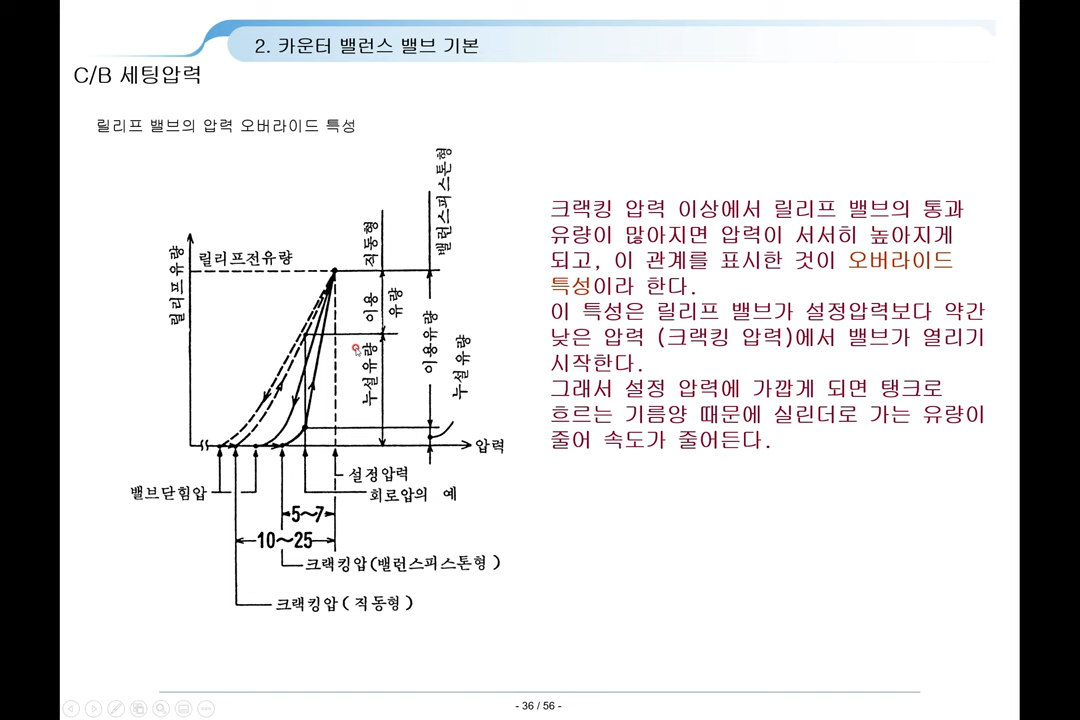 2. 카운터 밸런스 밸브 기본
C/B 세팅압력
릴리프 밸브의 압력 오버라이드 특성
릴리프유량
릴리프전유량
직동형
밸런피스톤형
이용
유량
누설유량
이용유량
누설유량
압력
설정압력
밸브닫힘압
회로압의 예
5~7
10~25
크랙킹압(밸런스피스톤형)
크랙킹압(직동형)
크랙킹 압력 이상에서 릴리프 밸브의 통과
유량이 많아지면 압력이 서서히 높아지게
되고, 이 관계를 표시한 것이 오버라이드
특성이라 한다.
이 특성은 릴리프 밸브가 설정압력보다 약간
낮은 압력 (크랙킹 압력)에서 밸브가 열리기
시작한다.
그래서 설정 압력에 가깝게 되면 탱크로
흐르는 기름양 때문에 실린더로 가는 유량이
줄어 속도가 줄어든다.
- 36 / 56 -